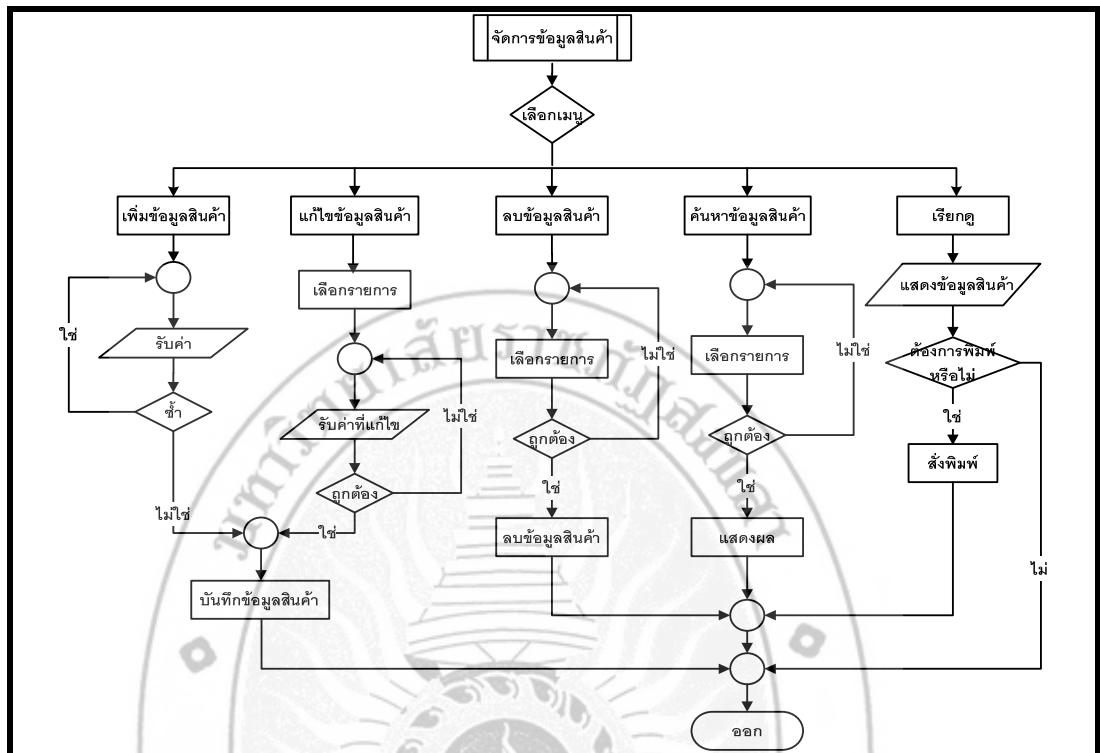 จัดการข้อมูลสินค้า
เลือกเมนู
เพิ่มข้อมูลสินค้า
แก้ไขข้อมูลสินค้า
ลบข้อมูลสินค้า
ค้นหาข้อมูลสินค้า
เรียกดู
เลือกรายการ
แสดงข้อมูลสินค้า
ใช่
รับค่า
ไม่ใช่
เลือกรายการ
ไม่ใช่
เลือกรายการ
ต้องการพิมพ์
หรือไม่
ซ้ำ
รับค่าที่แก้ไข
ไม่ใช่
ถูกต้อง
ถูกต้อง
ใช่
สั่งพิมพ์
ถูกต้อง
ใช่
ใช่
ไม่ใช่
ใช่
ลบข้อมูลสินค้า
แสดงผล
ไม่
บันทึกข้อมูลสินค้า
ออก